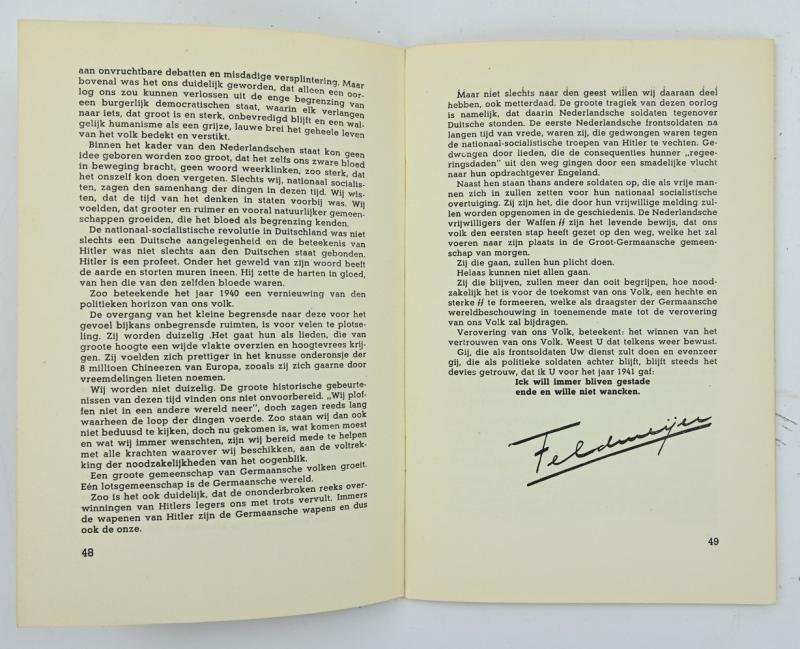 aan onvruchtbare debatten en misdadige versplintering. Maar
bovenal was het ons duidelijk geworden, dat alleen een oor-
log ons zou kunnen verlossen uit de enge begrenzing van
een burgerlijk democratischen staat, waarin elk verlangen
naar iets, dat groot is en sterk, onbevredigd blijft en een wal-
gelijk humanisme als een grijze, lauwe brei het geheele leven
van het volk bedekt en verstikt.
Binnen het kader van den Nederlandschen staat kon geen
idee geboren worden zoo groot, dat het zelfs ons zware bloed
in beweging bracht, geen woord weerklinken, zoo sterk, dat
het onszelf kon doen vergeten. Slechts wij, nationaal socialis-
ten, zagen den samenhang der dingen in dezen tijd. Wij wis-
ten, dat de tijd van het denken in staten voorbij was. Wij
voelden, dat grooter en ruimer en vooral natuurlijker gemeen-
schappen groeiden, die het bloed als begrenzing kenden.
De nationaal-socialistische revolutie in Duitschland was niet
slechts een Duitsche aangelegenheid en de beteekenis van
Hitler was niet slechts aan den Duitschen staat gebonden.
Hitler is een profeet. Onder het geweld van zijn woord beeft
de aarde en storten muren ineen. Hij zette de harten in gloed,
van hen die van den zelfden bloede waren.
Zoo beteekende het jaar 1940 een vernieuwing van den
politieken horizon van ons volk.
De overgang van het kleine begrensde naar deze voor het
gevoel bijkans onbegrensde ruimten, is voor velen te plotse-
ling. Zij worden duizelig .Het gaat hun als lieden, die van
groote hoogte een wijde vlakte overzien en hoogtevrees krij-
gen. Zij voelden zich prettiger in het knusse onderonsje der
8 millioen Chineezen van Europa, zooals zij zich gaarne door
vreemdelingen lieten noemen.
Wij worden niet duizelig. De groote historische gebeurte-
nissen van dezen tijd vinden ons niet onvoorbereid. „Wij plof-
fen niet in een andere wereld neer", doch zagen reeds lang
waarheen de loop der dingen voerde. Zoo staan wij dan ook
niet beduusd te kijken, doch nu gekomen is, wat komen moest
en wat wij immer wenschten, zijn wij bereid mede te helpen
met alle krachten waarover wij beschikken, aan de voltrek-
king der noodzakelijkheden van het oogenblik.
Een groote gemeenschap van Germaansche volken groeit.
Eén lotsgemeenschap is de Germaansche wereld.
Zoo is het ook duidelijk, dat de ononderbroken reeks over-
winningen van Hitlers legers ons met trots vervult. Immers
de wapenen van Hitler zijn de Germaansche wapens en dus
ook de onze.
48
Maar niet slechts naar den geest willen wij daaraan deel
hebben, ook metterdaad. De groote tragiek van dezen oorlog
is namelijk, dat daarin Nederlandsche soldaten tegenover
Duitsche stonden. De eerste Nederlandsche frontsoldaten na
langen tijd van vrede, waren zij, die gedwongen waren tegen
de nationaal-socialistische troepen van Hitler te vechten. Ge-
dwongen door lieden, die de consequenties hunner „regee-
ringsdaden" uit den weg gingen door een smadelijke vlucht
naar hun opdrachtgever Engeland.
Naast hen staan thans andere soldaten op, die als vrije man-
nen zich in zullen zetten voor hun nationaal socialistische
overtuiging. Zij zijn het, die door hun vrijwillige melding zul-
len worden opgenomen in de geschiedenis. De Nederlandsche
vrijwilligers der Waffen ᛋᛋ zijn het levende bewijs, dat ons
volk den eersten stap heeft gezet op den weg, welke het zal
voeren naar zijn plaats in de Groot-Germaansche gemeen-
schap van morgen.
Zij die gaan, zullen hun plicht doen.
Helaas kunnen niet allen gaan.
Zij die blijven, zullen meer dan ooit begrijpen, hoe nood-
zakelijk het is voor de toekomst van ons Volk, een hechte en
sterke ᛋᛋ te formeeren, welke als draagster der Germaansche
wereldbeschouwing in toenemende mate tot de verovering
van ons Volk zal bijdragen.
Verovering van ons Volk, beteekent: het winnen van het
vertrouwen van ons Volk. Weest U dat telkens weer bewust.
Gij, die als frontsoldaten Uw dienst zult doen en evenzeer
gij, die als politieke soldaten achter blijft, blijft steeds het
devies getrouw, dat ik U voor het jaar 1941 gaf:
Ick will immer bliven gestade
ende en wille niet wancken.
Feldmeijer
49